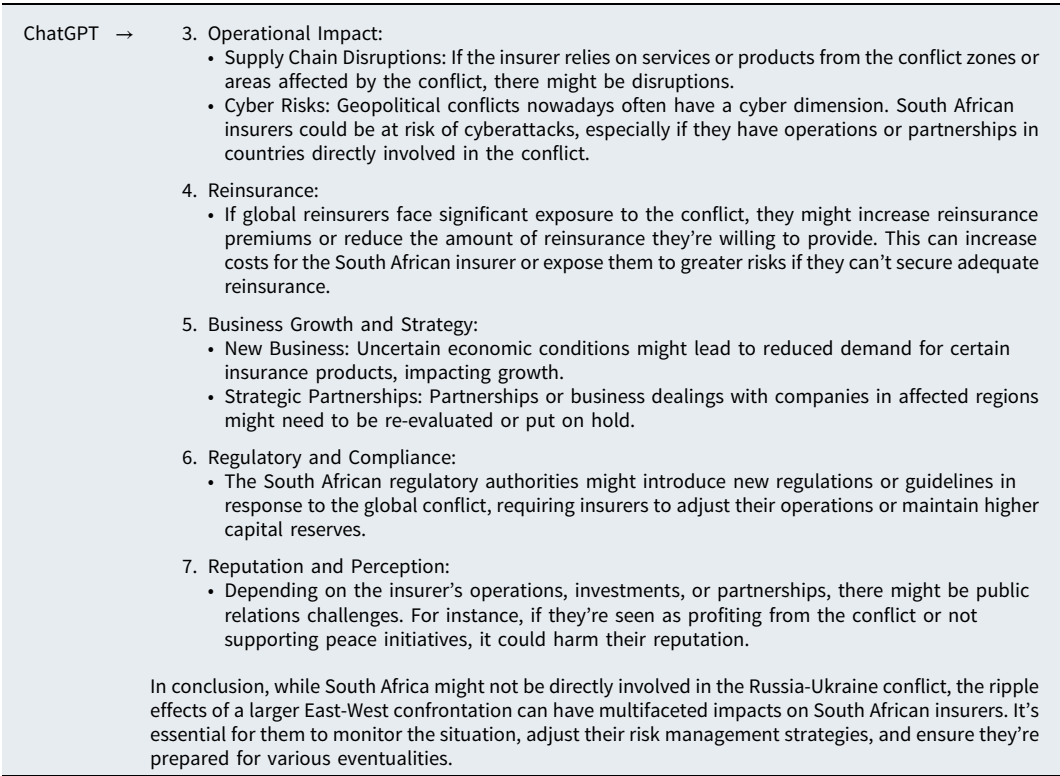 ChatGPT → 3. Operational Impact:
• Supply Chain Disruptions: If the insurer relies on services or products from the conflict zones or
areas affected by the conflict, there might be disruptions.
• Cyber Risks: Geopolitical conflicts nowadays often have a cyber dimension. South African
insurers could be at risk of cyberattacks, especially if they have operations or partnerships in
countries directly involved in the conflict.
4. Reinsurance:
• If global reinsurers face significant exposure to the conflict, they might increase reinsurance
premiums or reduce the amount of reinsurance they're willing to provide. This can increase
costs for the South African insurer or expose them to greater risks if they can't secure adequate
reinsurance.
5. Business Growth and Strategy:
• New Business: Uncertain economic conditions might lead to reduced demand for certain
insurance products, impacting growth.
• Strategic Partnerships: Partnerships or business dealings with companies in affected regions
might need to be re-evaluated or put on hold.
6. Regulatory and Compliance:
• The South African regulatory authorities might introduce new regulations or guidelines in
response to the global conflict, requiring insurers to adjust their operations or maintain higher
capital reserves.
7. Reputation and Perception:
• Depending on the insurer's operations, investments, or partnerships, there might be public
relations challenges. For instance, if they're seen as profiting from the conflict or not
supporting peace initiatives, it could harm their reputation.
In conclusion, while South Africa might not be directly involved in the Russia-Ukraine conflict, the ripple
effects of a larger East-West confrontation can have multifaceted impacts on South African insurers. It's
essential for them to monitor the situation, adjust their risk management strategies, and ensure they're
prepared for various eventualities.